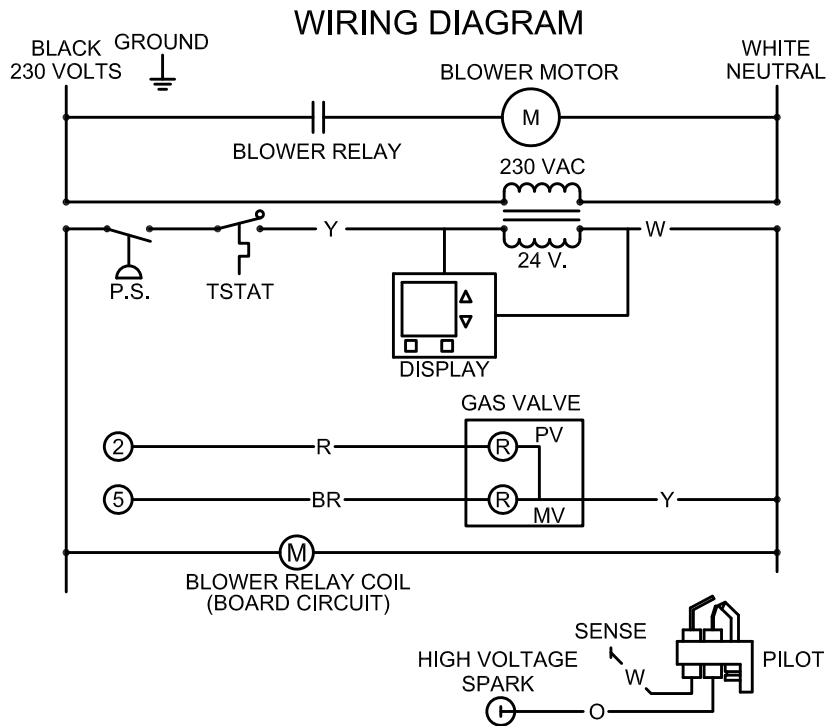 WIRING DIAGRAM
BLACK
230 VOLTS
GROUND
WHITE
NEUTRAL
BLOWER MOTOR
M
BLOWER RELAY
230 VAC
Y
W
24 V.
P.S.
TSTAT
DISPLAY
GAS VALVE
2
R
R
PV
5
BR
R
MV
Y
M
BLOWER RELAY COIL
(BOARD CIRCUIT)
SENSE
W
PILOT
HIGH VOLTAGE
SPARK
O